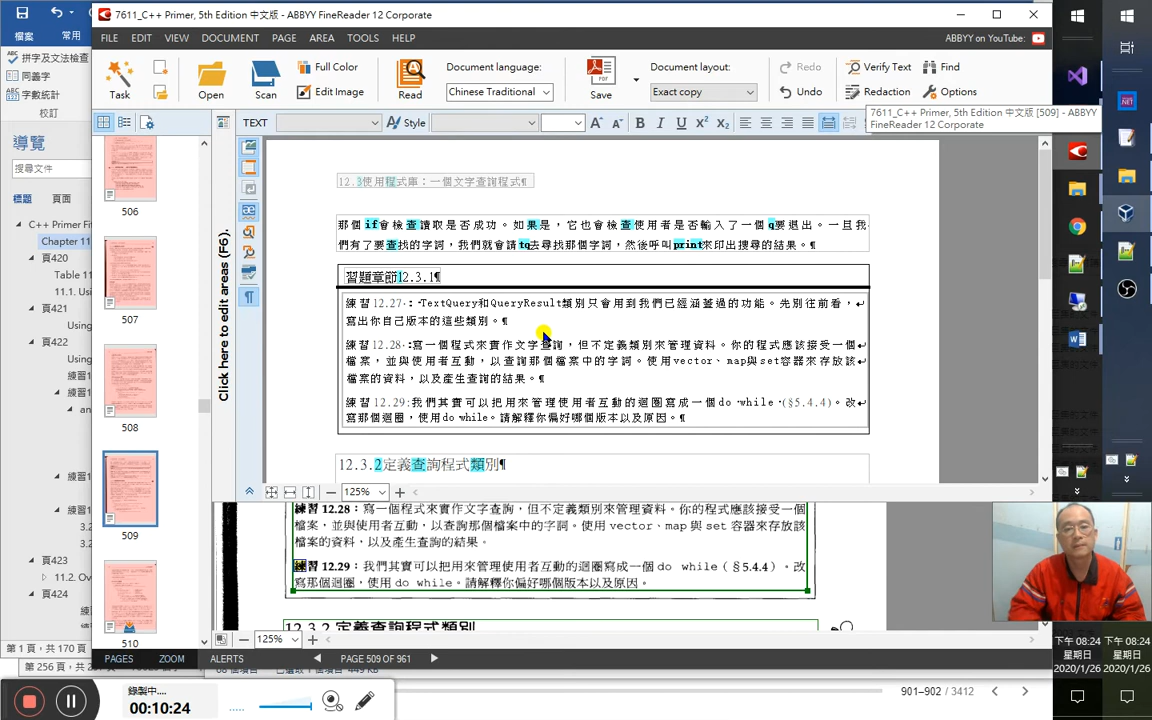 7611_C++ Primer, 5th Edition 中文版 - ABBYY FineReader 12 Corporate
檔案
常用
FILE EDIT VIEW DOCUMENT PAGE AREA TOOLS HELP
ABBYY on YouTube:
拼字及文法檢查
同義字
字數統計
校訂
Task
Open
Scan
Full Color
Edit Image
Read
Document language:
Chinese Traditional
Save
Document layout:
Exact copy
Redo
Undo
Verify Text
Find
Redaction
Options
7611_C++ Primer, 5th Edition 中文版 [509] - ABBYY
FineReader 12 Corporate
TEXT
Style
B I U X² X₂
導覽
搜尋文件
標題 頁面
C++ Primer Fi
Chapter 11
頁420
Table 11
11.1. Usi
頁421
Using
頁422
Using
練習1
練習1
an
練習1
練習1
3.2
3.2
頁423
11.2. Ov
頁424
練
506
507
508
509
510
Click here to edit areas (F6).
12.3使用程式庫：一個文字查詢程式¶
那個 if會檢查讀取是否成功。如果是，它也會檢查使用者是否輸入了一個 q要退出。一旦我
們有了要查找的字詞，我們就會請tq去尋找那個字詞，然後呼叫print來印出搜尋的結果。¶
習題章節12.3.1¶
練習12.27·：·TextQuery和QueryResult類別只會用到我們已經涵蓋過的功能。先別往前看，↵
寫出你自己版本的這些類別。¶
練習12.28·:寫一個程式來實作文字查詢，但不定義類別來管理資料。你的程式應該接受一個↵
檔案，並與使用者互動，以查詢那個檔案中的字詞。使用vector、map與set容器來存放該↵
檔案的資料，以及產生查詢的結果。¶
練習12.29:我們其實可以把用來管理使用者互動的迴圈寫成一個do·while·(§5.4.4)。改↵
寫那個迴圈，使用do while。請解釋你偏好哪個版本以及原因。¶
12.3.2定義查詢程式類別¶
125%
練習 12.28：寫一個程式來實作文字查詢，但不定義類別來管理資料。你的程式應該接受一個
檔案，並與使用者互動，以查詢那個檔案中的字詞。使用 vector、map 與 set 容器來存放該
檔案的資料，以及產生查詢的結果。
練習 12.29：我們其實可以把用來管理使用者互動的迴圈寫成一個 do while（§5.4.4）。改
寫那個迴圈，使用 do while。請解釋你偏好哪個版本以及原因。
12.3.2 定義查詢程式類別
125%
PAGES ZOOM ALERTS
PAGE 509 OF 961
第 1 頁，共 170 頁
第 256 頁，共
錄製中....
00:10:24
901–902 / 3412
下午 08:24
星期日
2020/1/26
下午 08:24
星期日
2020/1/26